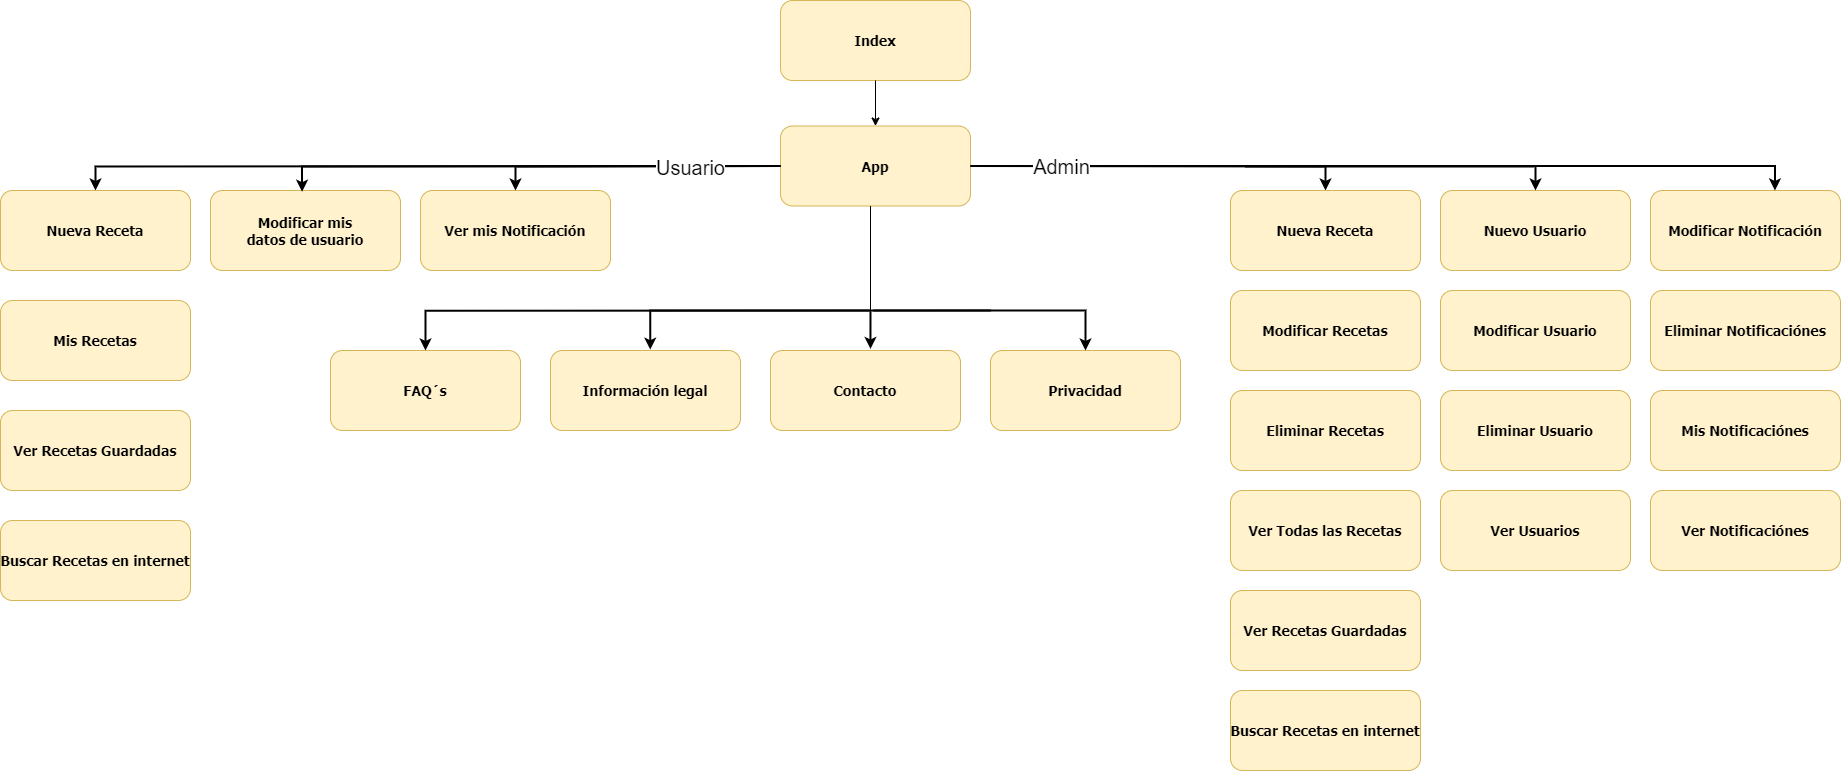 Index
App
Usuario
Admin
Nueva Receta
Modificar mis
datos de usuario
Ver mis Notificación
Mis Recetas
Ver Recetas Guardadas
Buscar Recetas en internet
FAQ´s
Información legal
Contacto
Privacidad
Nueva Receta
Nuevo Usuario
Modificar Notificación
Modificar Recetas
Modificar Usuario
Eliminar Notificaciónes
Eliminar Recetas
Eliminar Usuario
Mis Notificaciónes
Ver Todas las Recetas
Ver Usuarios
Ver Notificaciónes
Ver Recetas Guardadas
Buscar Recetas en internet